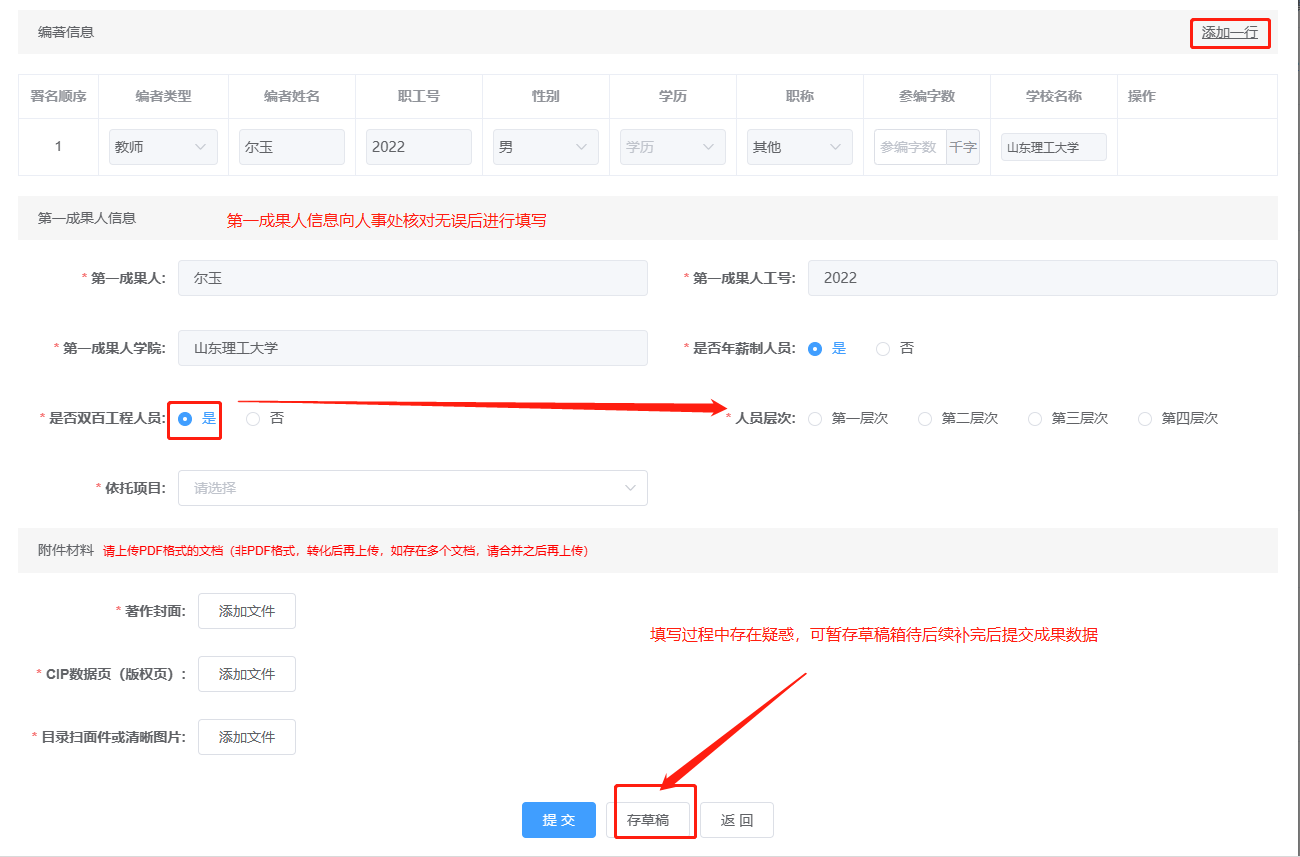 编著信息 添加一行
署名顺序 编者类型 编者姓名 职工号 性别 学历 职称 参编字数 学校名称 操作
1 教师 尔玉 2022 男 学历 其他 参编字数 千字 山东理工大学
第一成果人信息 第一成果人信息向人事处核对无误后进行填写
* 第一成果人: 尔玉 * 第一成果人工号: 2022
* 第一成果人学院: 山东理工大学 * 是否年薪制人员: 是 否
* 是否双百工程人员: 是 否 * 人员层次: 第一层次 第二层次 第三层次 第四层次
* 依托项目: 请选择
附件材料 请上传PDF格式的文档（非PDF格式，转化后再上传，如存在多个文档，请合并之后再上传）
* 著作封面: 添加文件
填写过程中存在疑惑，可暂存草稿箱待后续补完后提交成果数据
* CIP数据页（版权页）: 添加文件
* 目录扫面件或清晰图片: 添加文件
提 交 存草稿 返 回